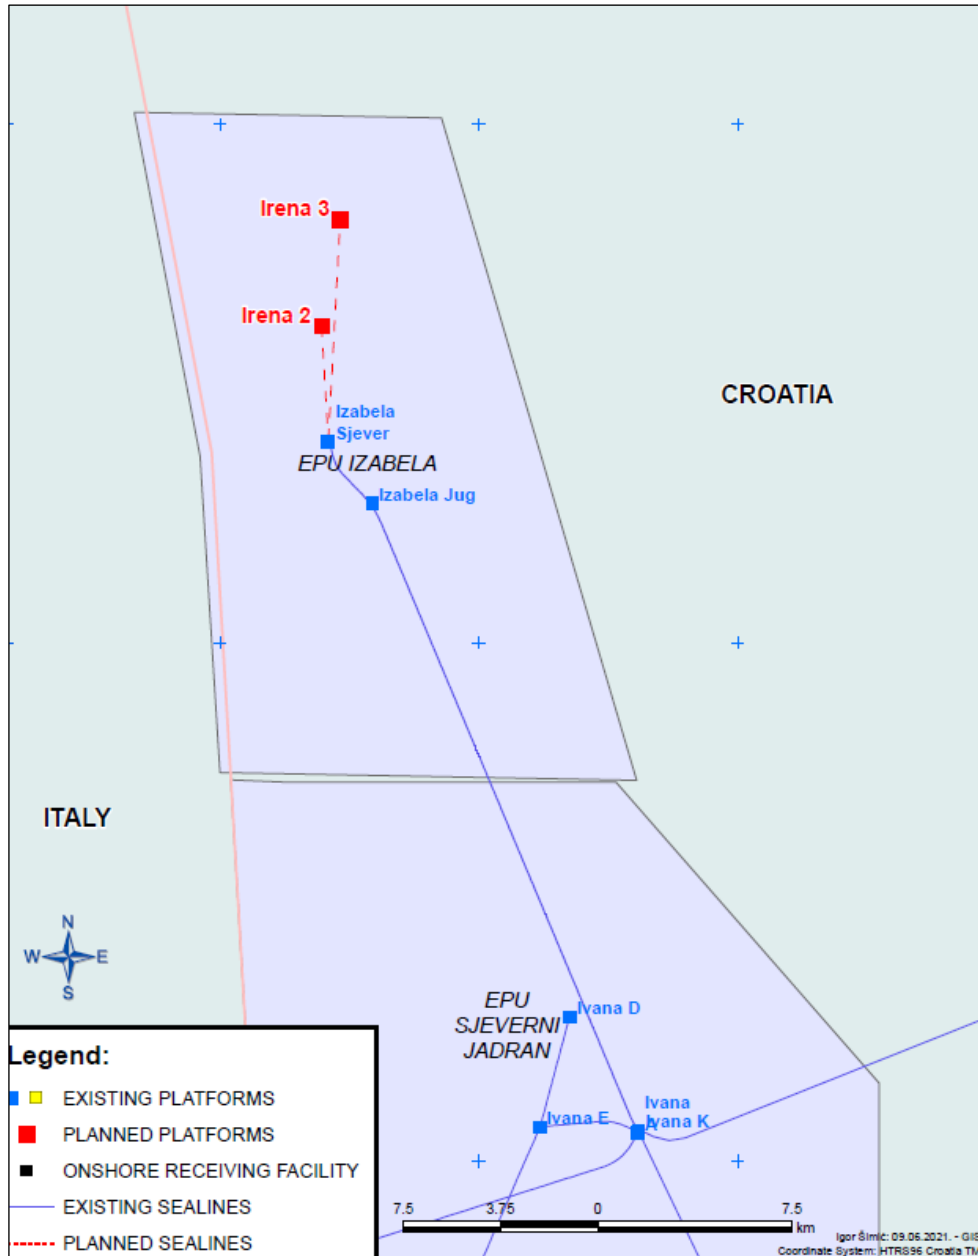 Irena 3
Irena 2
CROATIA
Izabela
Sjever
EPU IZABELA
Izabela Jug
ITALY
N
W
E
S
EPU
SJEVERNI
JADRAN
Ivana D
Ivana E
Ivana
Ivana K
A
Legend:
EXISTING PLATFORMS
PLANNED PLATFORMS
ONSHORE RECEIVING FACILITY
EXISTING SEALINES
PLANNED SEALINES
7.5 3.75 0 7.5
km
Igor Šimić: 09.06.2021. - GI
Coordinate System: HTRS96 Croatia